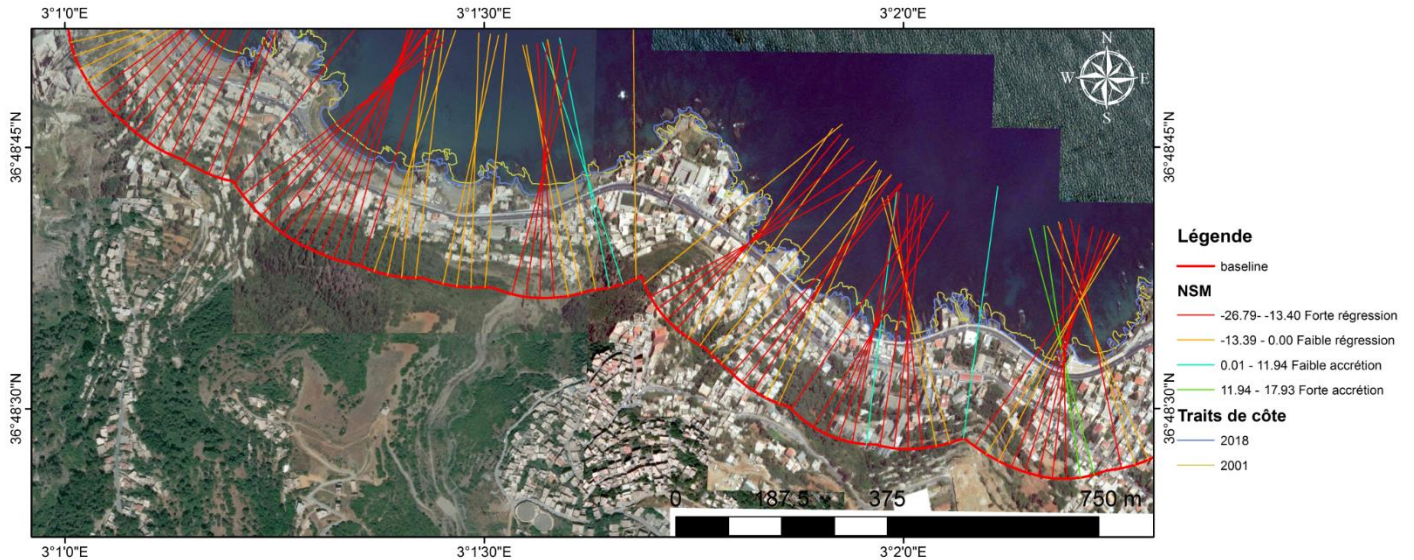 3°1'0"E 3°1'30"E 3°2'0"E
N
W E
S
36°48'45"N
36°48'45"N
36°48'30"N
36°48'30"N
0 187.5 375 750 m
3°1'0"E 3°1'30"E 3°2'0"E
Légende
baseline
NSM
-26.79- -13.40 Forte régression
-13.39 - 0.00 Faible régression
0.01 - 11.94 Faible accrétion
11.94 - 17.93 Forte accrétion
Traits de côte
2018
2001